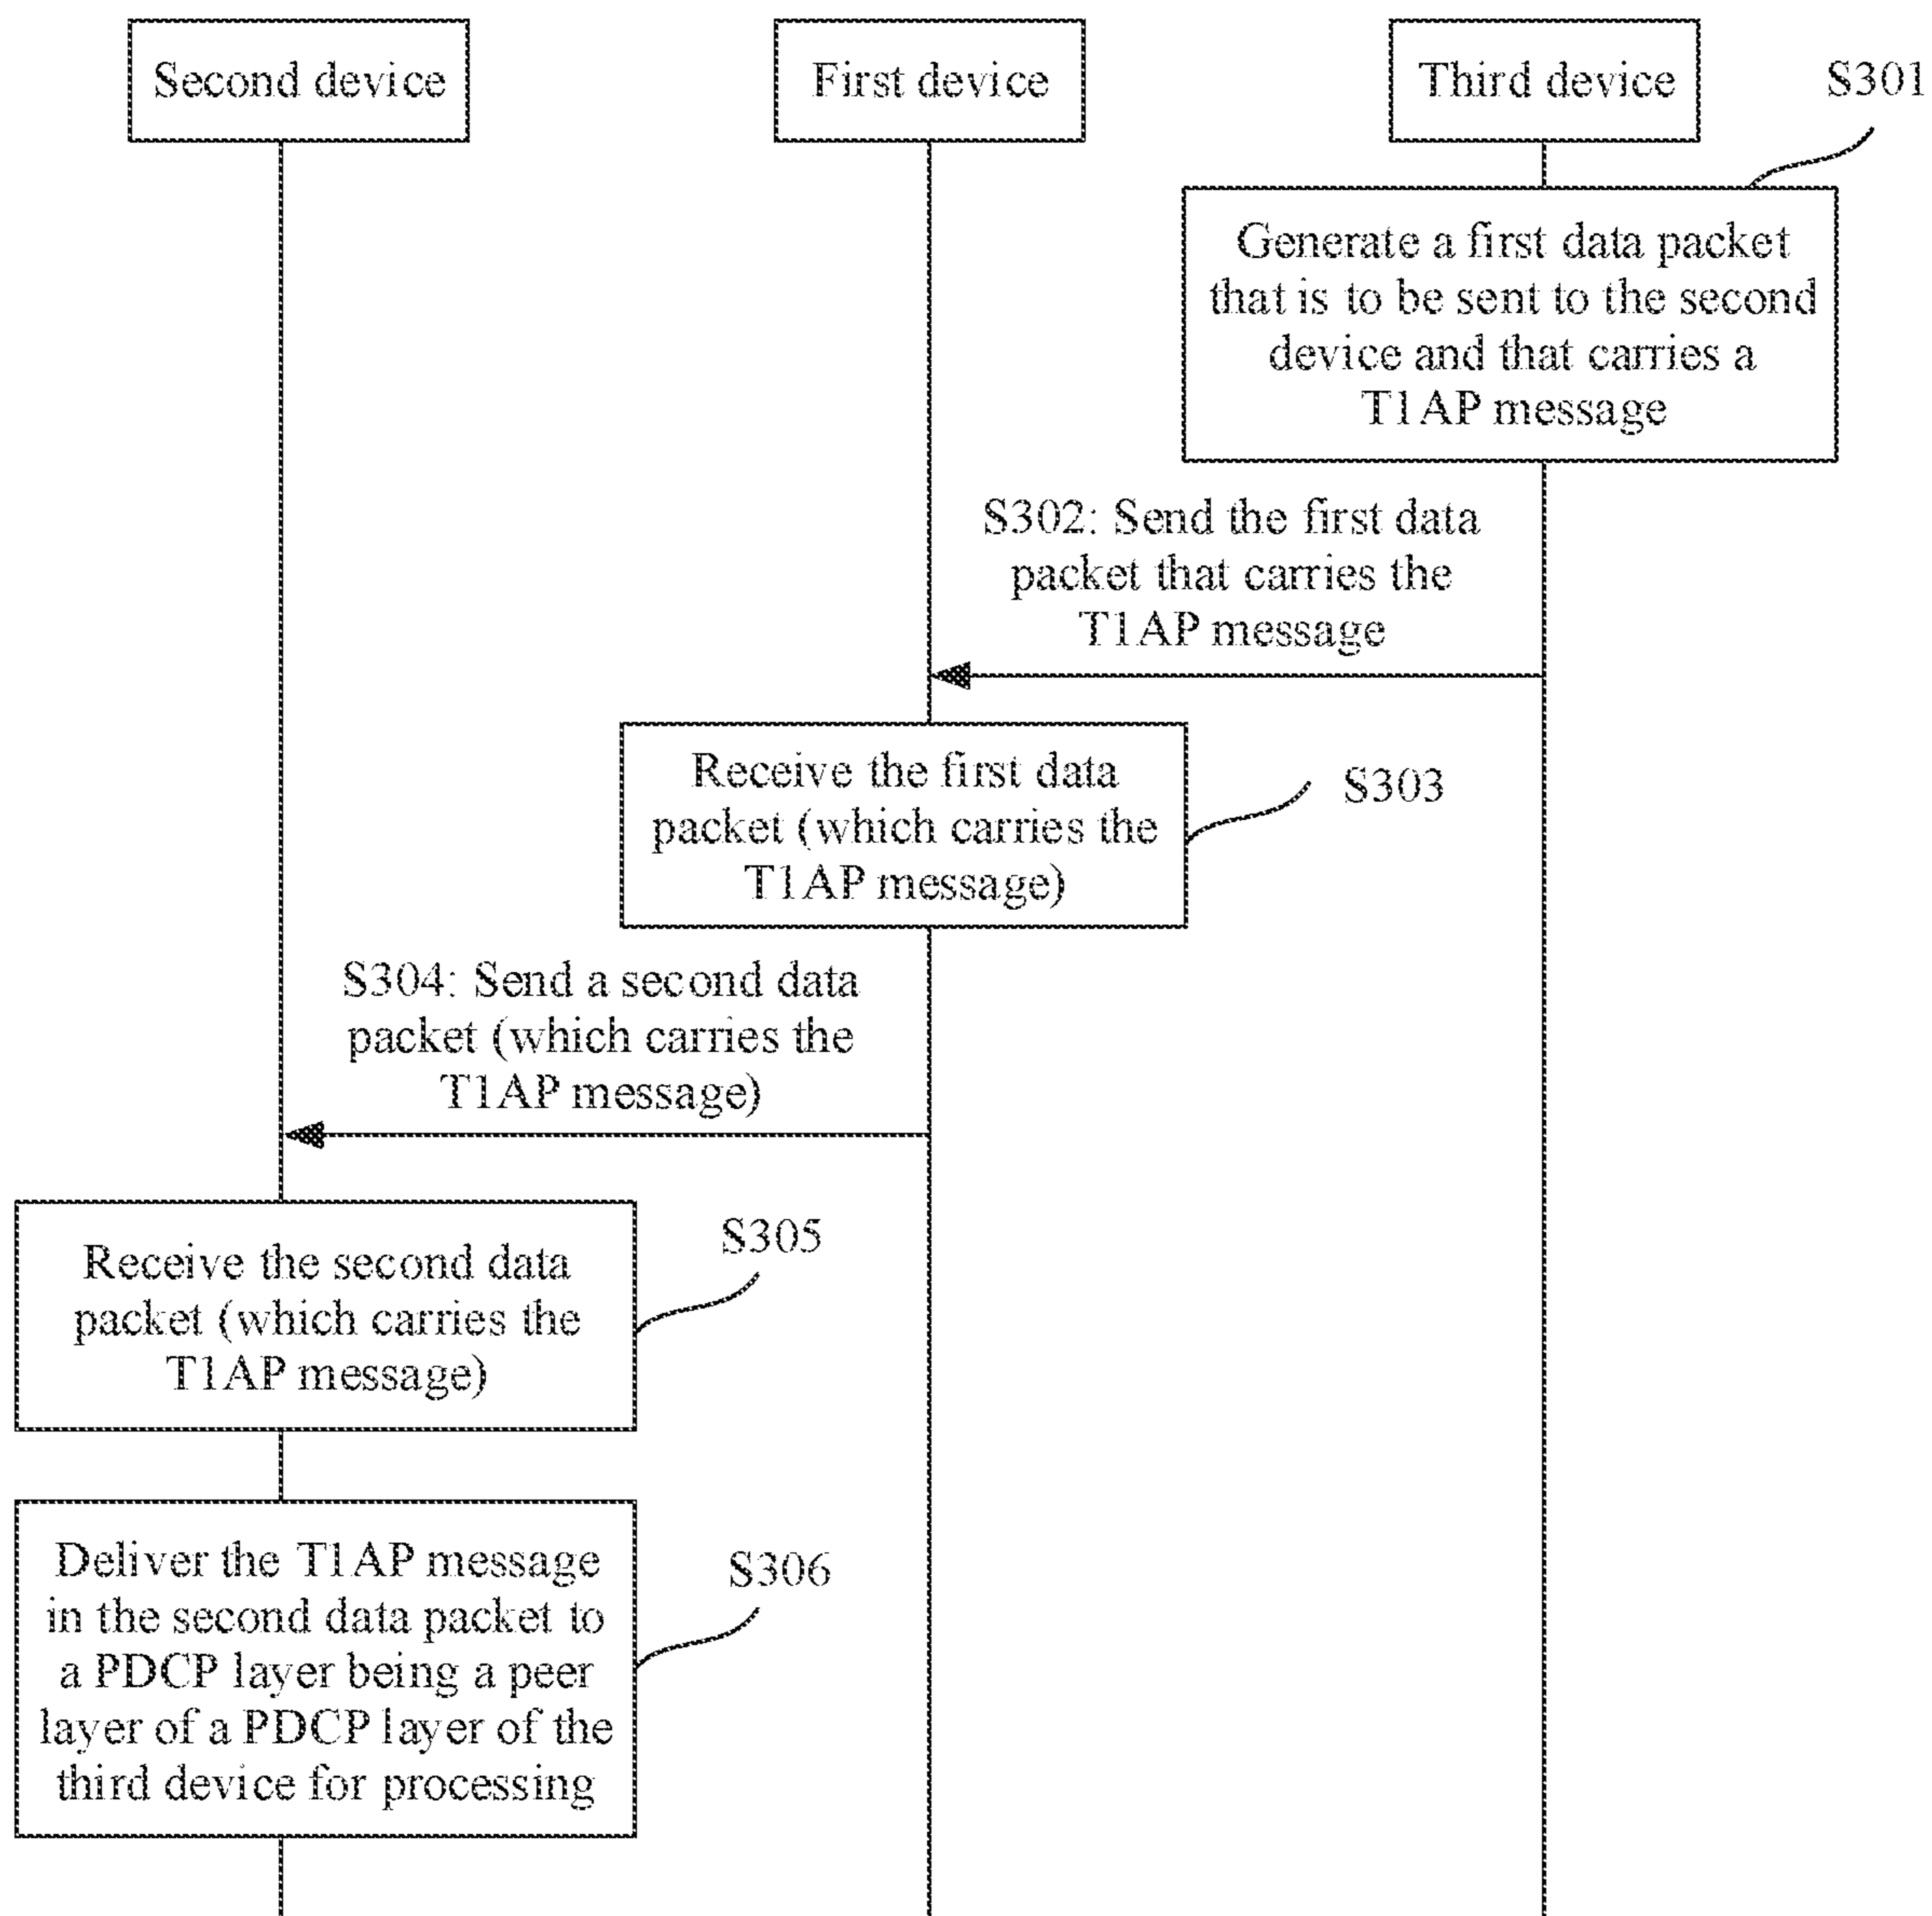 Second device
First device
Third device
S301
Generate a first data packet
that is to be sent to the second
device and that carries a
T1AP message
S302: Send the first data
packet that carries the
T1AP message
Receive the first data
packet (which carries the
T1AP message)
S303
S304: Send a second data
packet (which carries the
T1AP message)
Receive the second data
packet (which carries the
T1AP message)
S305
Deliver the T1AP message
in the second data packet to
a PDCP layer being a peer
layer of a PDCP layer of the
third device for processing
S306